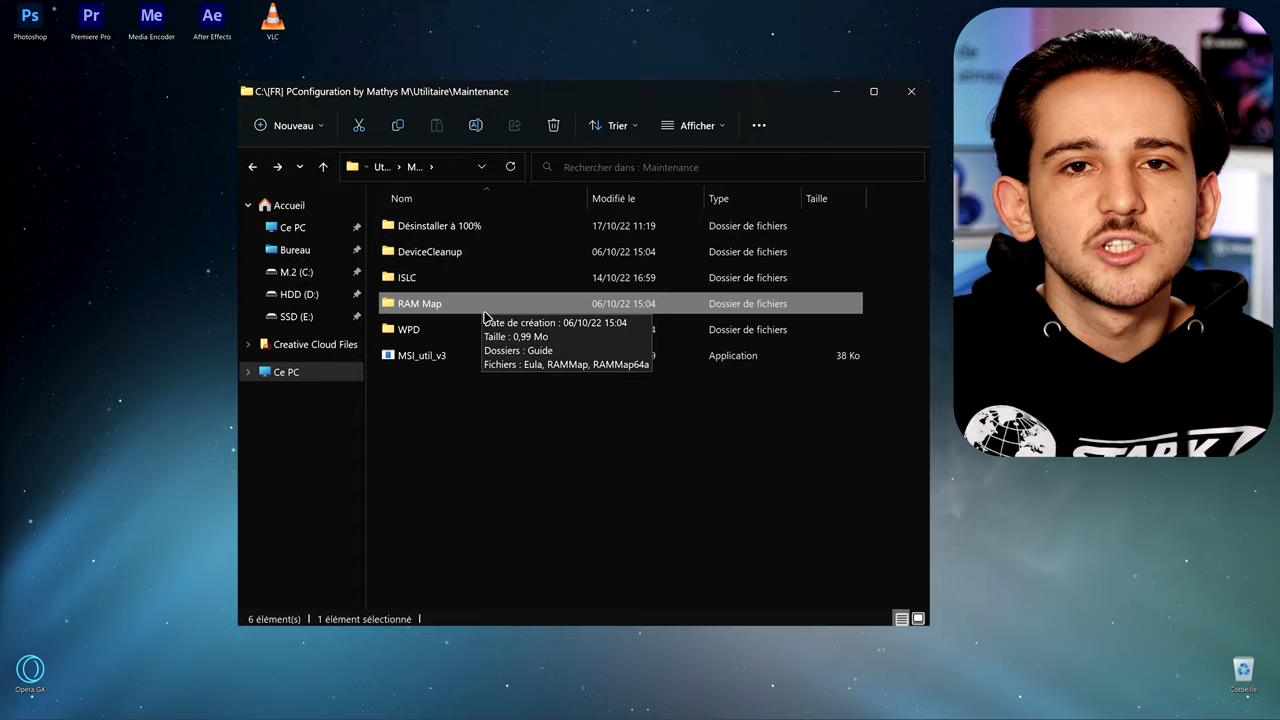 Photoshop
Premiere Pro
Media Encoder
After Effects
VLC
C:\[FR] PConfiguration by Mathys M\Utilitaire\Maintenance
Nouveau
Trier
Afficher
Ut...
M...
Rechercher dans : Maintenance
Nom
Modifié le
Type
Taille
Accueil
Ce PC
Bureau
M.2 (C:)
HDD (D:)
SSD (E:)
Creative Cloud Files
Ce PC
Désinstaller à 100% 17/10/22 11:19 Dossier de fichiers
DeviceCleanup 06/10/22 15:04 Dossier de fichiers
ISLC 14/10/22 16:59 Dossier de fichiers
RAM Map 06/10/22 15:04 Dossier de fichiers
WPD Dossier de fichiers
MSI_util_v3 Application 38 Ko
Date de création : 06/10/22 15:04
Taille : 0,99 Mo
Dossiers : Guide
Fichiers : Eula, RAMMap, RAMMap64a
6 élément(s)
1 élément sélectionné
Opera GX
Corbeille
Ps
Pr
Me
Ae